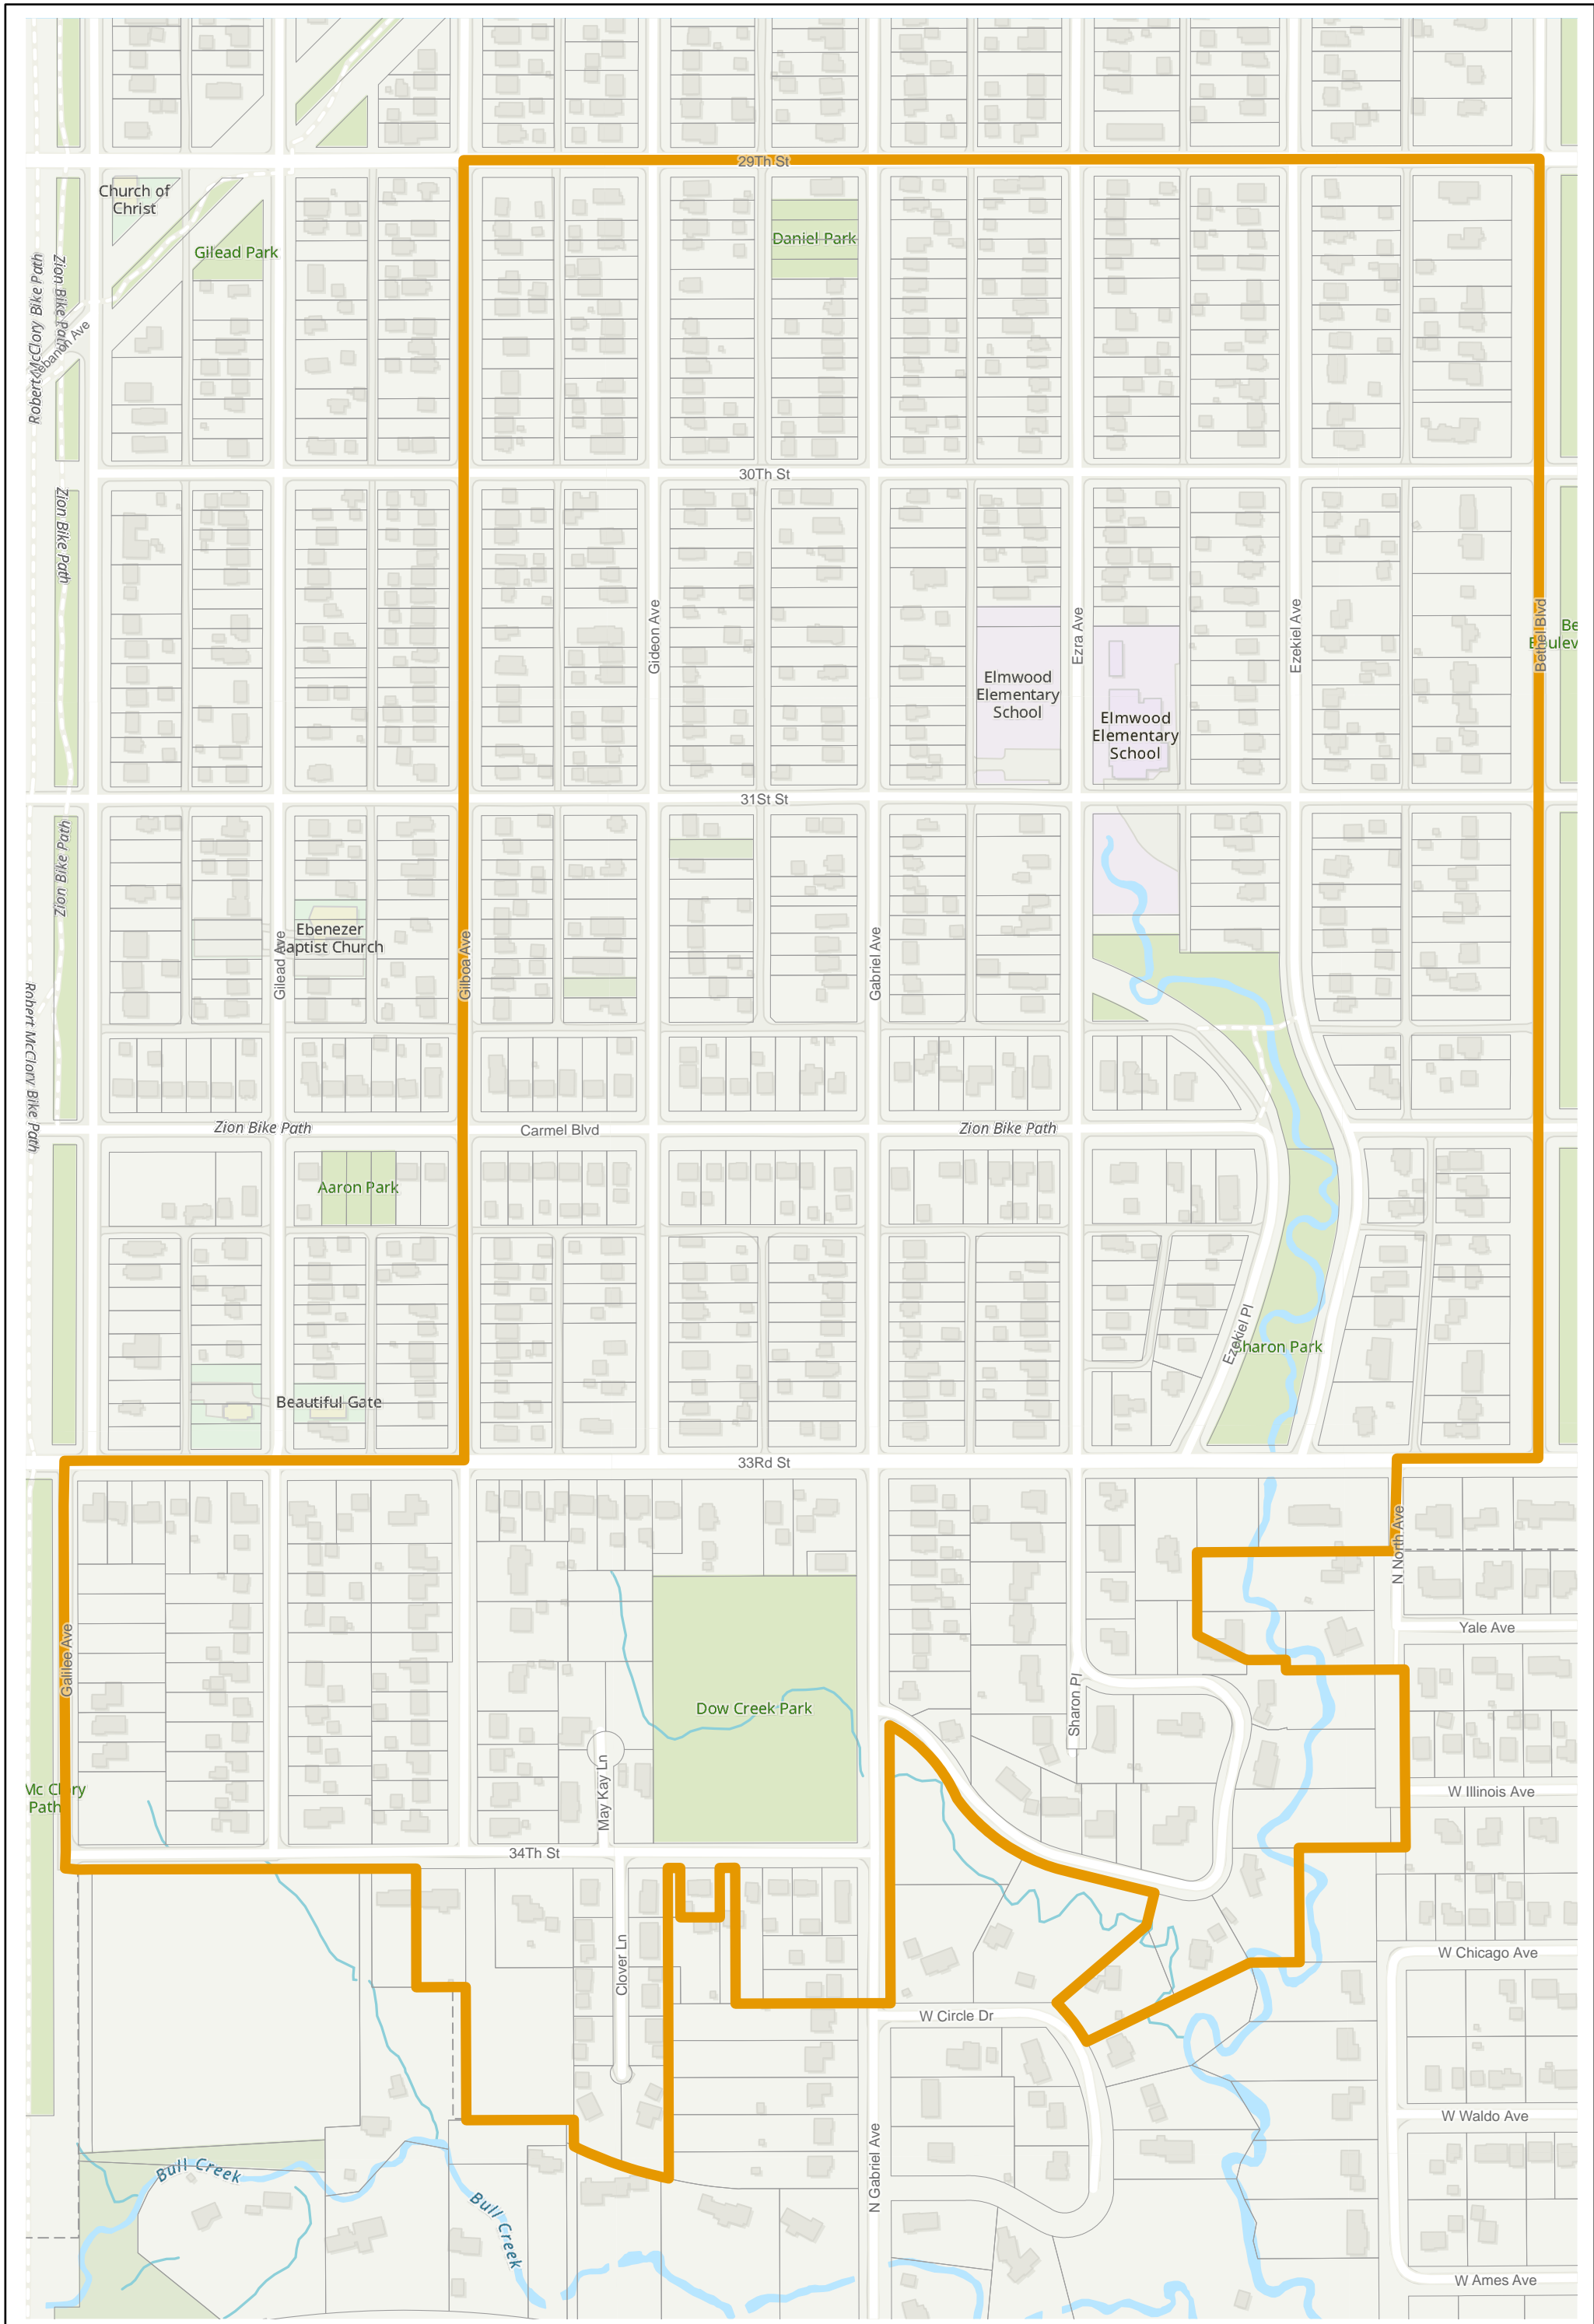 29Th St
Church of
Christ
Gilead Park
Daniel Park
Robert McClory Bike Path
Zion Bike Path
Lebanon Ave
30Th St
Zion Bike Path
Gideon Ave
Ezra Ave
Ezekiel Ave
Bethel Blvd
Elmwood
Elementary
School
Elmwood
Elementary
School
31St St
Zion Bike Path
Ebenezer
Baptist Church
Gilead Ave
Gilboa Ave
Gabriel Ave
Robert McClory Bike Path
Zion Bike Path
Carmel Blvd
Zion Bike Path
Aaron Park
Ezekiel Pl
Sharon Park
Beautiful Gate
33Rd St
N North Ave
Yale Ave
Galilee Ave
Dow Creek Park
Sharon Pl
May Kay Ln
Mc Clory
Path
W Illinois Ave
34Th St
Clover Ln
W Chicago Ave
W Circle Dr
W Waldo Ave
N Gabriel Ave
Bull Creek
Bull Creek
W Ames Ave